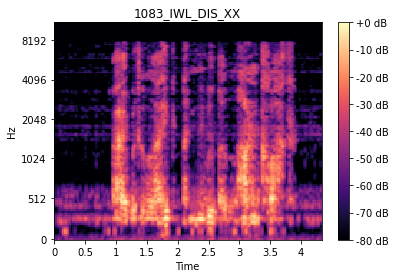 1083_IWL_DIS_XX
8192
4096
2048
1024
512
0
Hz
0 0.5 1 1.5 2 2.5 3 3.5 4
Time
+0 dB
-10 dB
-20 dB
-30 dB
-40 dB
-50 dB
-60 dB
-70 dB
-80 dB